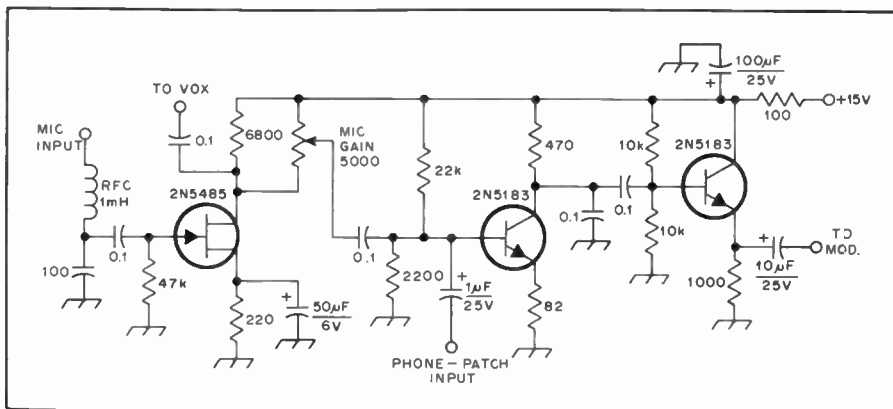 TO VOX
MIC
INPUT
RFC
1mH
100
0.1
47k
2N5485
0.1
6800
220
+
50µF
6V
MIC
GAIN
5000
0.1
22k
2200
+
1µF
25V
PHONE-PATCH
INPUT
470
2N5183
82
0.1
0.1
10k
10k
2N5183
100µF
25V
+
100
+15V
1000
+
10µF
25V
TO
MOD.